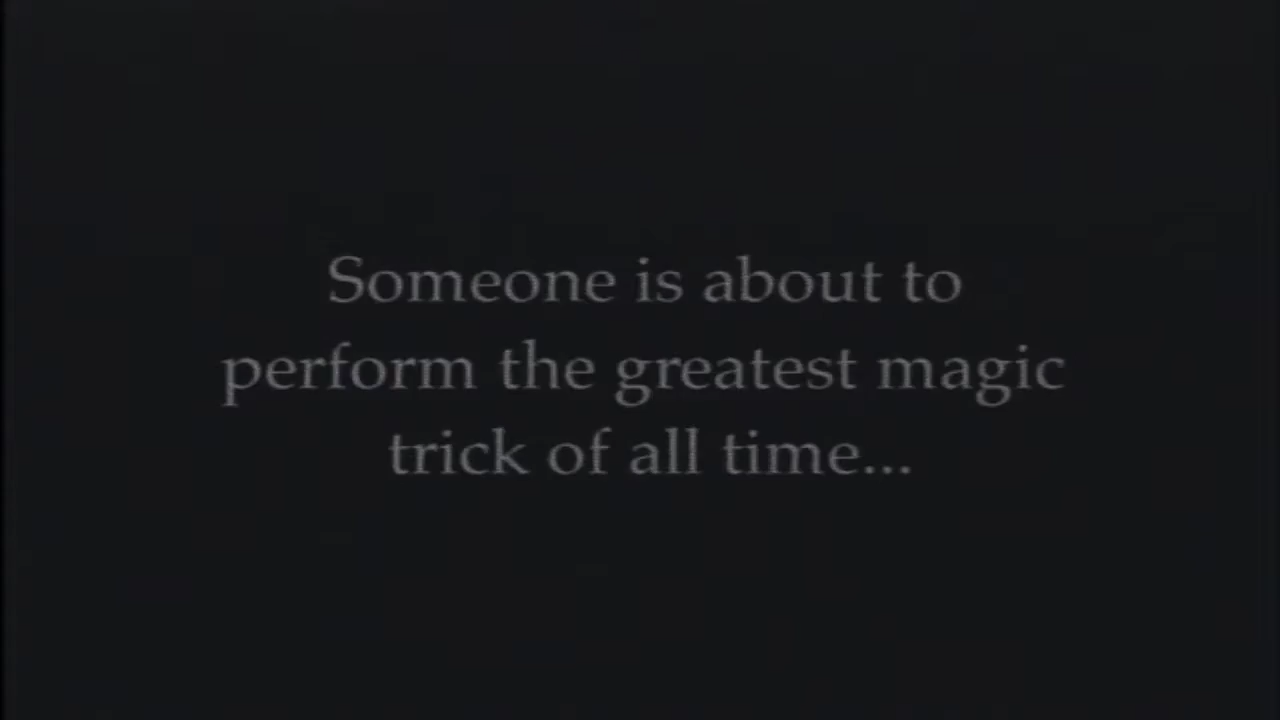 Someone is about to
perform the greatest magic
trick of all time...